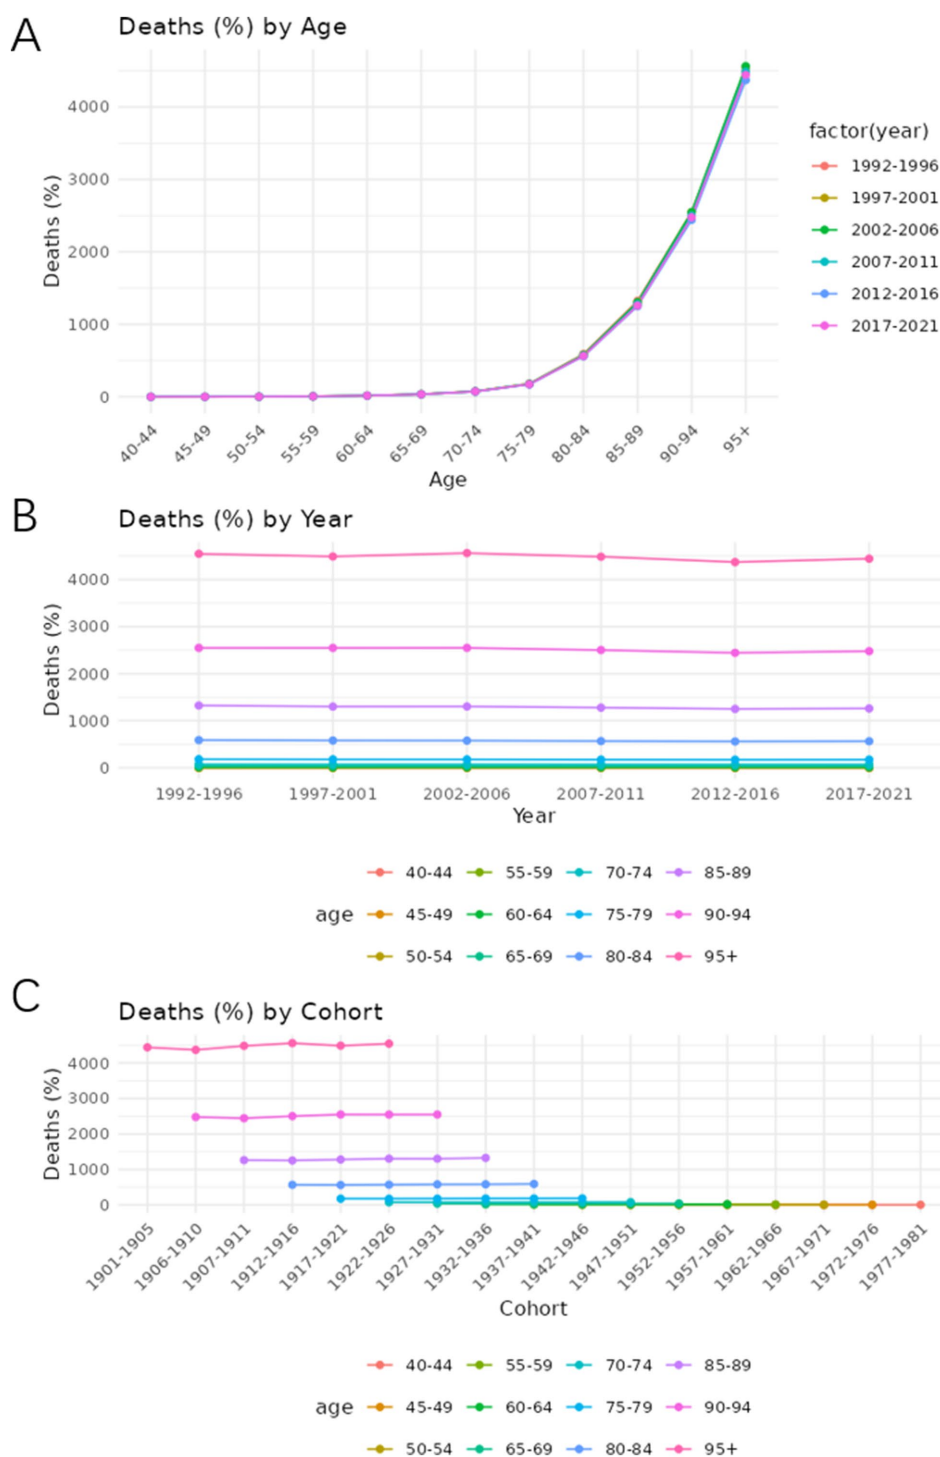 A
Deaths (%) by Age
Deaths (%)
4000
3000
2000
1000
0
40-44 45-49 50-54 55-59 60-64 65-69 70-74 75-79 80-84 85-89 90-94 95+
Age
factor(year)
1992-1996
1997-2001
2002-2006
2007-2011
2012-2016
2017-2021
B
Deaths (%) by Year
Deaths (%)
4000
3000
2000
1000
0
1992-1996 1997-2001 2002-2006 2007-2011 2012-2016 2017-2021
Year
40-44 55-59 70-74 85-89
age 45-49 60-64 75-79 90-94
50-54 65-69 80-84 95+
C
Deaths (%) by Cohort
Deaths (%)
4000
3000
2000
1000
0
1901-1905 1906-1910 1907-1911 1912-1916 1917-1921 1922-1926 1927-1931 1932-1936 1937-1941 1942-1946 1947-1951 1952-1956 1957-1961 1962-1966 1967-1971 1972-1976 1977-1981
Cohort
40-44 55-59 70-74 85-89
age 45-49 60-64 75-79 90-94
50-54 65-69 80-84 95+